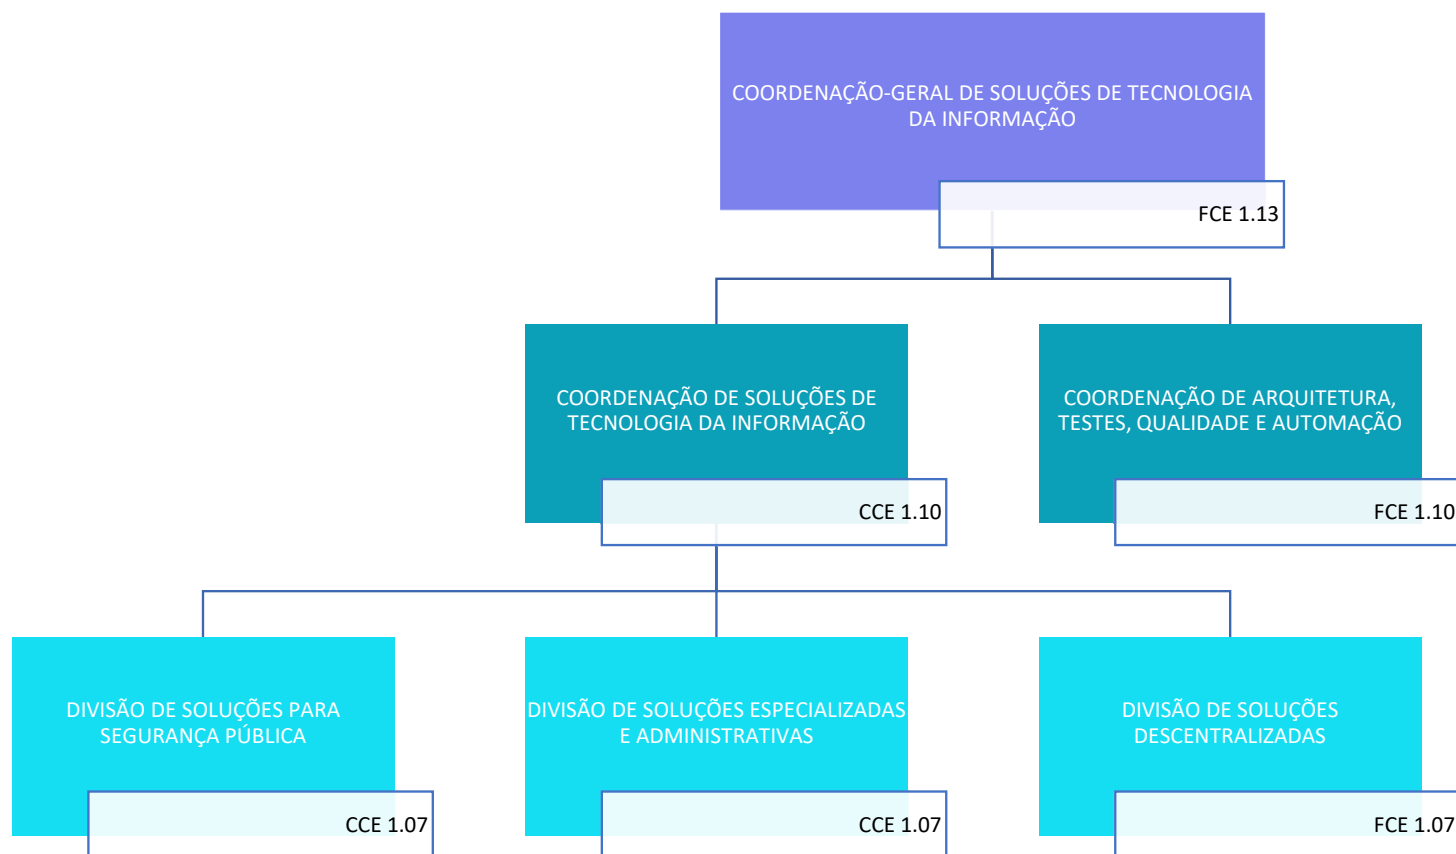 COORDENAÇÃO-GERAL DE SOLUÇÕES DE TECNOLOGIA
DA INFORMAÇÃO
FCE 1.13
COORDENAÇÃO DE SOLUÇÕES DE
TECNOLOGIA DA INFORMAÇÃO
CCE 1.10
COORDENAÇÃO DE ARQUITETURA,
TESTES, QUALIDADE E AUTOMAÇÃO
FCE 1.10
DIVISÃO DE SOLUÇÕES PARA
SEGURANÇA PÚBLICA
CCE 1.07
DIVISÃO DE SOLUÇÕES ESPECIALIZADAS
E ADMINISTRATIVAS
CCE 1.07
DIVISÃO DE SOLUÇÕES
DESCENTRALIZADAS
FCE 1.07